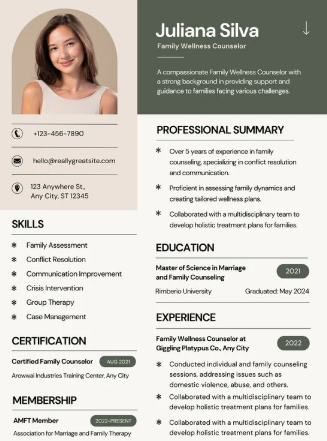 Juliana Silva
Family Wellness Counselor
A compassionate Family Wellness Counselor with
a strong background in providing support and
guidance to families facing various challenges.
+123-456-7890
hello@reallygreatsite.com
123 Anywhere St.,
Any City, ST 12345
SKILLS
Family Assessment
Conflict Resolution
Communication Improvement
Crisis Intervention
Group Therapy
Case Management
CERTIFICATION
Certified Family Counselor
AUG 2021
Arowwai Industries Training Center, Any City
MEMBERSHIP
AMFT Member
2022-PRESENT
Association for Marriage and Family Therapy
PROFESSIONAL SUMMARY
Over 5 years of experience in family
counseling, specializing in conflict resolution
and communication.
Proficient in assessing family dynamics and
creating tailored wellness plans.
Collaborated with a multidisciplinary team to
develop holistic treatment plans for families.
EDUCATION
Master of Science in Marriage
and Family Counseling
2021
Rimberio University
Graduated: May 2024
EXPERIENCE
Family Wellness Counselor at
Giggling Platypus Co., Any City
2022
Conducted individual and family counseling
sessions, addressing issues such as
domestic violence, abuse, and others.
Collaborated with a multidisciplinary team to
develop holistic treatment plans for families.
Collaborated with a multidisciplinary team to
develop holistic treatment plans for families.